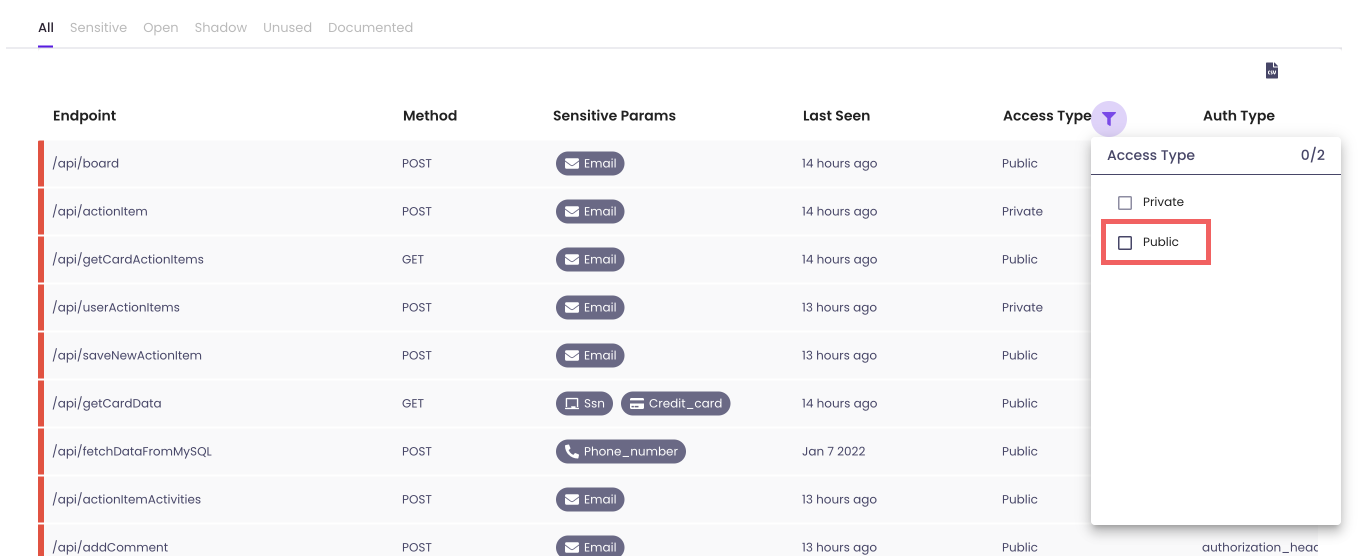 All Sensitive Open Shadow Unused Documented
CSV
Endpoint Method Sensitive Params Last Seen Access Type Auth Type
/api/board POST Email 14 hours ago Public
Access Type 0/2
/api/actionItem POST Email 14 hours ago Private
Private
/api/getCardActionItems GET Email 14 hours ago Public
Public
/api/userActionItems POST Email 13 hours ago Private
/api/saveNewActionItem POST Email 13 hours ago Public
/api/getCardData GET Ssn Credit_card 14 hours ago Public
/api/fetchDataFromMySQL POST Phone_number Jan 7 2022 Public
/api/actionItemActivities POST Email 13 hours ago Public
/api/addComment POST Email 13 hours ago Public authorization_head